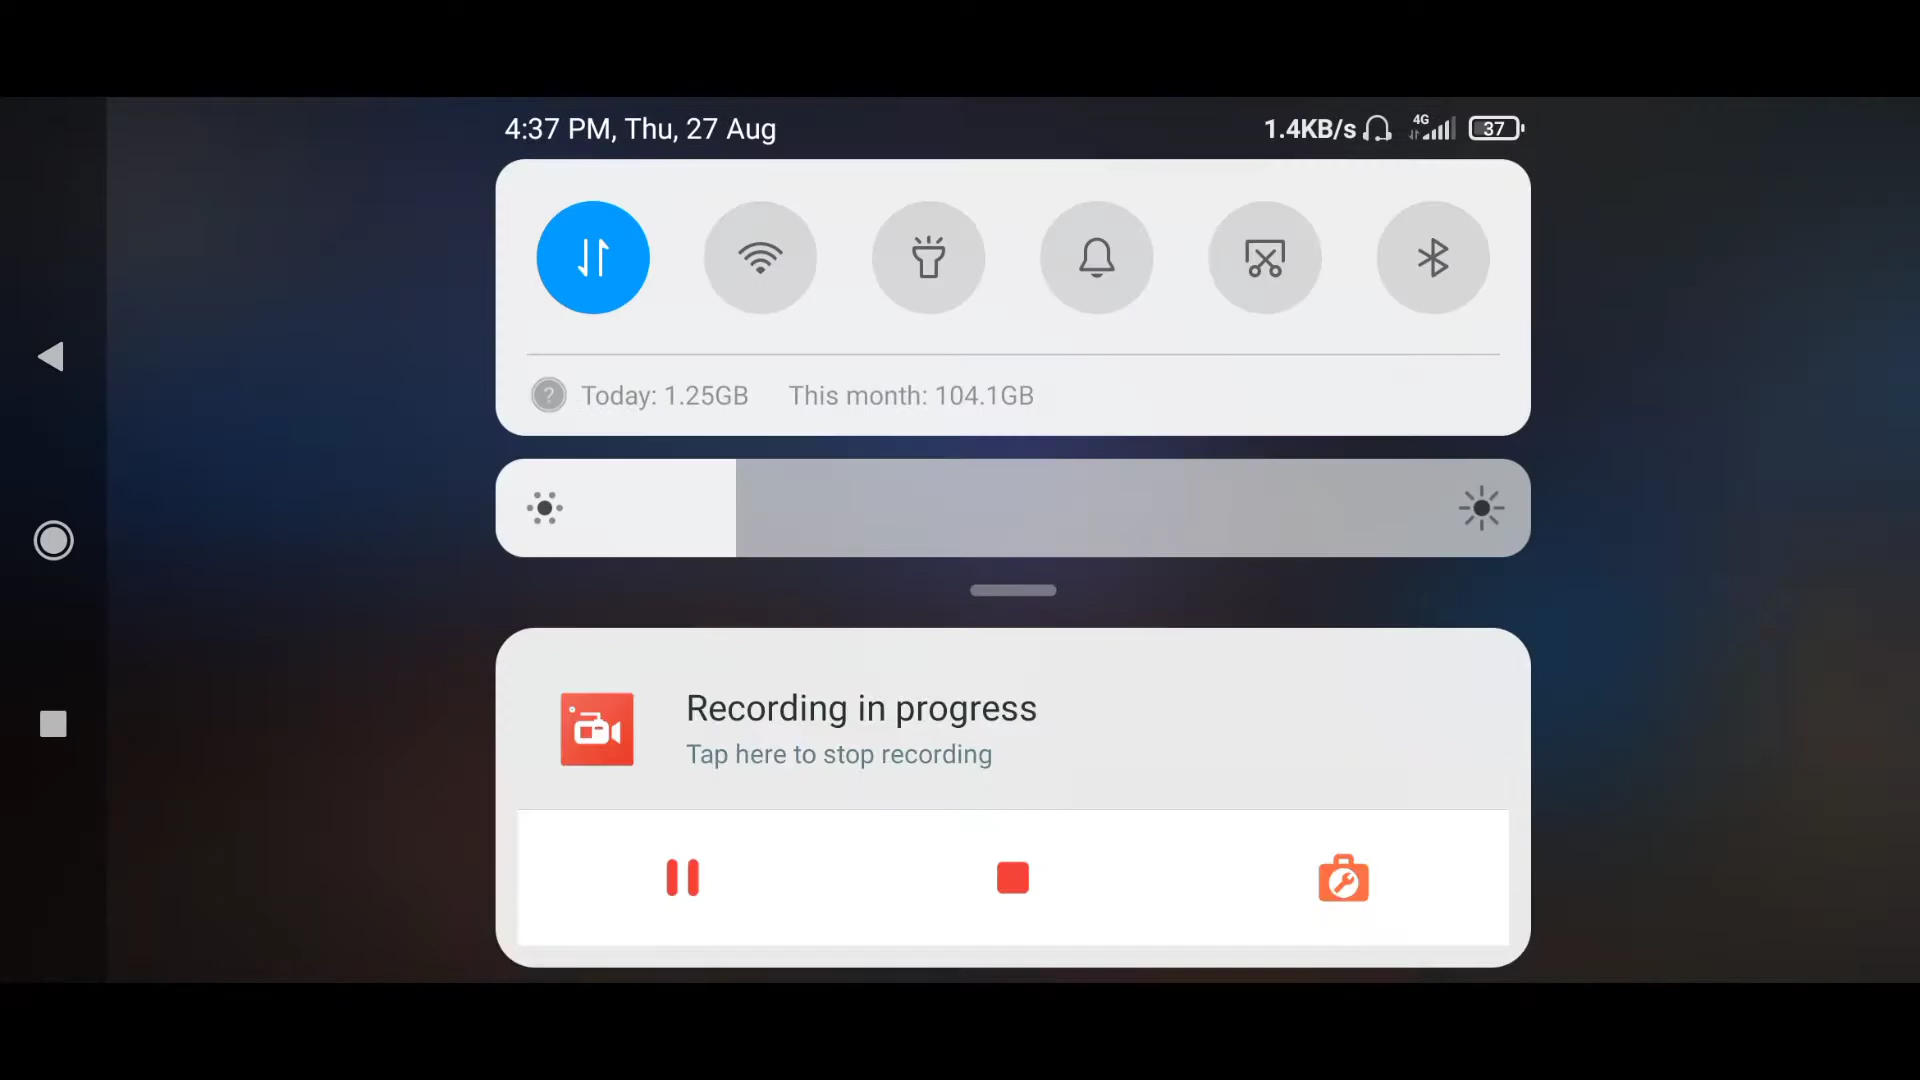 4:37 PM, Thu, 27 Aug
1.4KB/s 4G 37
? Today: 1.25GB This month: 104.1GB
Recording in progress
Tap here to stop recording